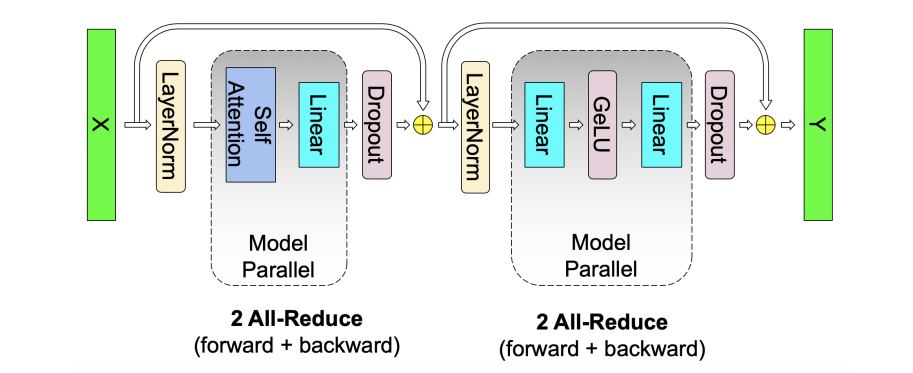 X
LayerNorm
Self
Attention
Linear
Dropout
LayerNorm
Linear
GeLU
Linear
Dropout
Y
Model
Parallel
Model
Parallel
2 All-Reduce
(forward + backward)
2 All-Reduce
(forward + backward)